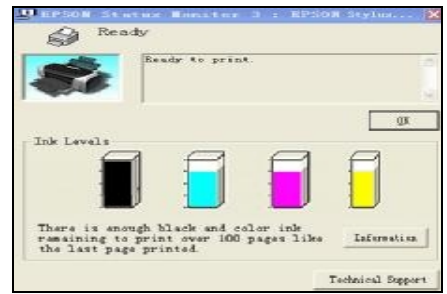 EPSON Status Monitor 3 : EPSON Stylus...
Ready
Ready to print.
OK
Ink Levels
There is enough black and color ink
remaining to print over 100 pages like
the last page printed.
Information
Technical Support